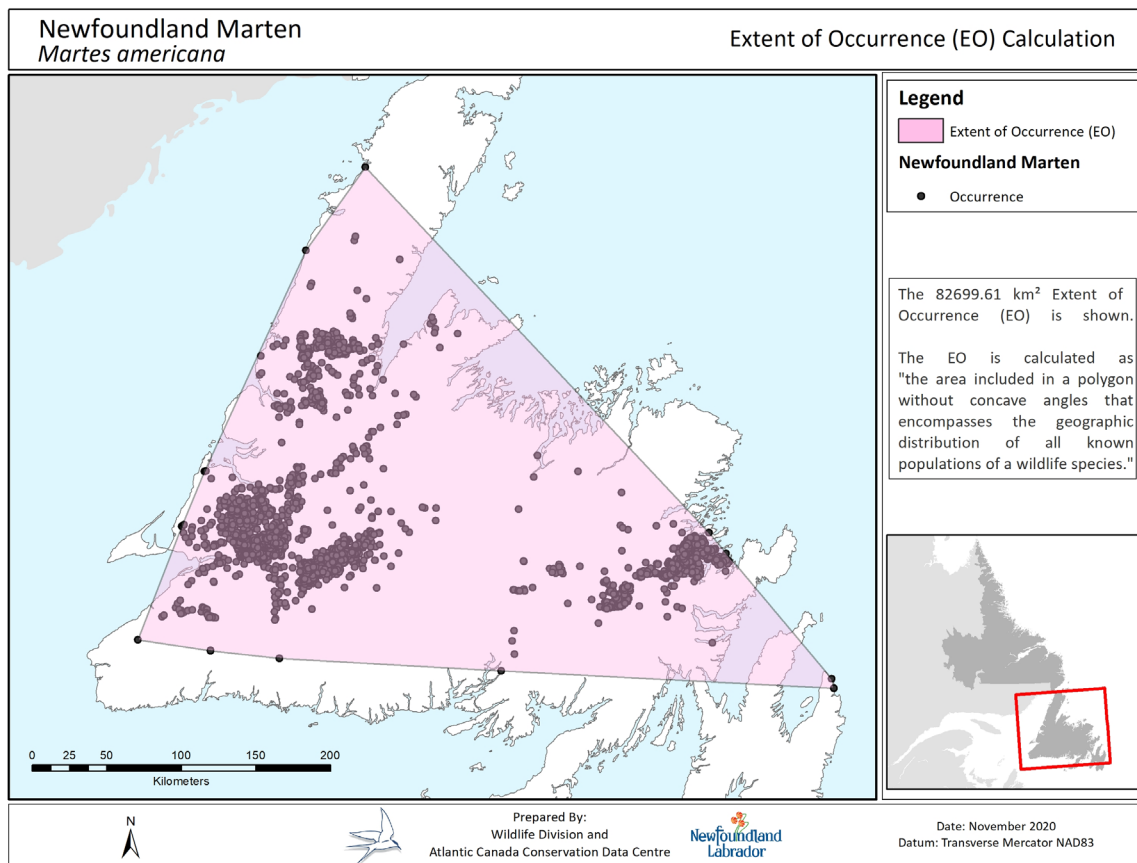 Newfoundland Marten
Martes americana
Extent of Occurrence (EO) Calculation
Legend
Extent of Occurrence (EO)
Newfoundland Marten
Occurrence
The 82699.61 km² Extent of
Occurrence (EO) is shown.
The EO is calculated as
"the area included in a polygon
without concave angles that
encompasses the geographic
distribution of all known
populations of a wildlife species."
0 25 50 100 150 200
Kilometers
N
Prepared By:
Wildlife Division and
Atlantic Canada Conservation Data Centre
Newfoundland
Labrador
Date: November 2020
Datum: Transverse Mercator NAD83